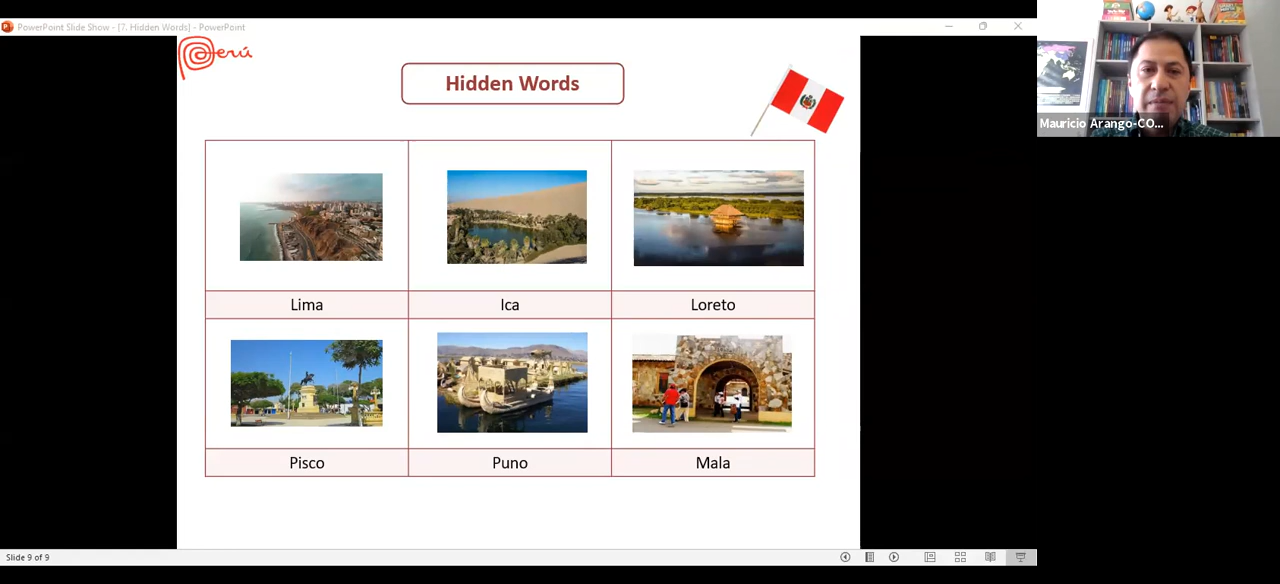 PowerPoint Slide Show - [7. Hidden Words] - PowerPoint
Perú
Hidden Words
Mauricio Arango-CO...
Lima
Ica
Loreto
Pisco
Puno
Mala
Slide 9 of 9